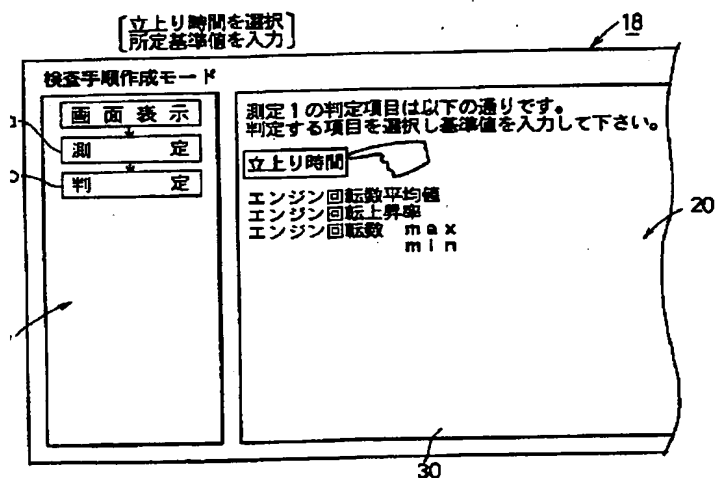 立上り時間を選択
所定基準値を入力
18
検査手順作成モード
画面表示
測定
判定
測定1の判定項目は以下の通りです。
判定する項目を選択し基準値を入力して下さい。
立上り時間
エンジン回転数平均値
エンジン回転上昇率
エンジン回転数 max
min
20
30